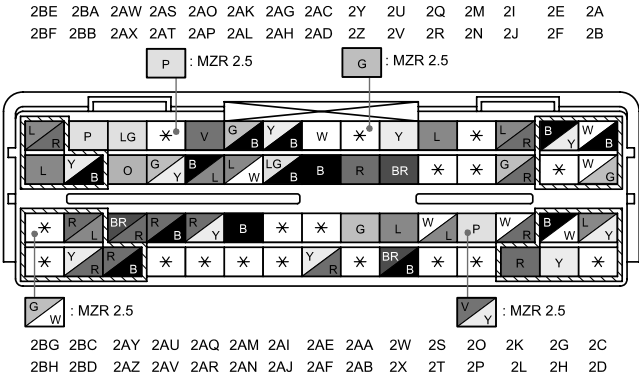 2BE 2BA 2AW 2AS 2AO 2AK 2AG 2AC 2Y 2U 2Q 2M 2I 2E 2A
2BF 2BB 2AX 2AT 2AP 2AL 2AH 2AD 2Z 2V 2R 2N 2J 2F 2B
P : MZR 2.5 G : MZR 2.5
L R P LG * V G B Y B W * Y L * * L R B Y W B
L Y B O G Y B L L W LG B B R BR * * G R * W G
* R L BR R R B R Y B * * G L W L P W R B W L Y
* Y R R B * * * * Y R * BR B * * R Y *
G W : MZR 2.5 V Y : MZR 2.5
2BG 2BC 2AY 2AU 2AQ 2AM 2AI 2AE 2AA 2W 2S 2O 2K 2G 2C
2BH 2BD 2AZ 2AV 2AR 2AN 2AJ 2AF 2AB 2X 2T 2P 2L 2H 2D